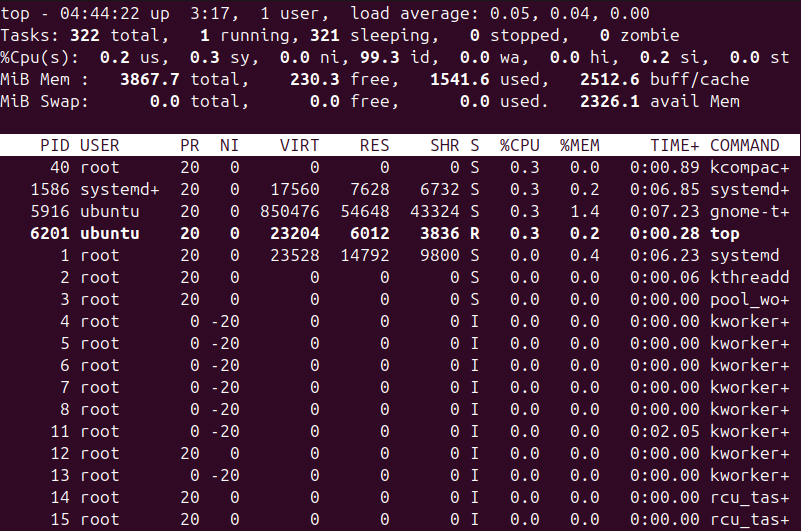 top - 04:44:22 up  3:17,  1 user,  load average: 0.05, 0.04, 0.00
Tasks: 322 total,   1 running, 321 sleeping,   0 stopped,   0 zombie
%Cpu(s):  0.2 us,  0.3 sy,  0.0 ni, 99.3 id,  0.0 wa,  0.0 hi,  0.2 si,  0.0 st
MiB Mem :   3867.7 total,    230.3 free,   1541.6 used,   2512.6 buff/cache
MiB Swap:      0.0 total,      0.0 free,      0.0 used.   2326.1 avail Mem
PID USER      PR  NI    VIRT    RES    SHR S  %CPU  %MEM     TIME+ COMMAND
40 root      20   0       0      0      0 S   0.3   0.0   0:00.89 kcompac+
1586 systemd+  20   0   17560   7628   6732 S   0.3   0.2   0:06.85 systemd+
5916 ubuntu    20   0  850476  54648  43324 S   0.3   1.4   0:07.23 gnome-t+
6201 ubuntu    20   0   23204   6012   3836 R   0.3   0.2   0:00.28 top
1 root      20   0   23528  14792   9800 S   0.0   0.4   0:06.23 systemd
2 root      20   0       0      0      0 S   0.0   0.0   0:00.06 kthreadd
3 root      20   0       0      0      0 S   0.0   0.0   0:00.00 pool_wo+
4 root       0 -20       0      0      0 I   0.0   0.0   0:00.00 kworker+
5 root       0 -20       0      0      0 I   0.0   0.0   0:00.00 kworker+
6 root       0 -20       0      0      0 I   0.0   0.0   0:00.00 kworker+
7 root       0 -20       0      0      0 I   0.0   0.0   0:00.00 kworker+
8 root       0 -20       0      0      0 I   0.0   0.0   0:00.00 kworker+
11 root       0 -20       0      0      0 I   0.0   0.0   0:02.05 kworker+
12 root      20   0       0      0      0 I   0.0   0.0   0:00.00 kworker+
13 root       0 -20       0      0      0 I   0.0   0.0   0:00.00 kworker+
14 root      20   0       0      0      0 I   0.0   0.0   0:00.00 rcu_tas+
15 root      20   0       0      0      0 I   0.0   0.0   0:00.00 rcu_tas+